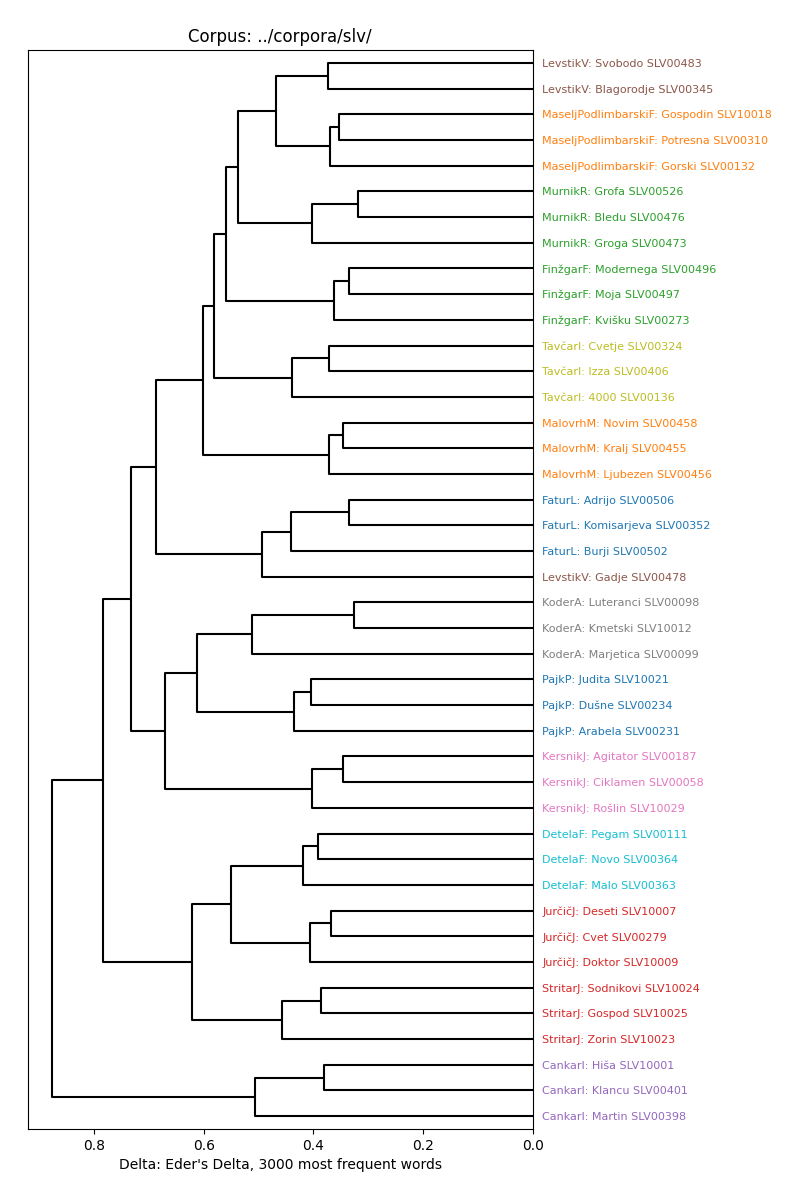 Corpus: ../corpora/slv/
LevstikV: Svobodo SLV00483
LevstikV: Blagorodje SLV00345
MaseljPodlimbarskiF: Gospodin SLV10018
MaseljPodlimbarskiF: Potresna SLV00310
MaseljPodlimbarskiF: Gorski SLV00132
MurnikR: Grofa SLV00526
MurnikR: Bledu SLV00476
MurnikR: Groga SLV00473
FinžgarF: Modernega SLV00496
FinžgarF: Moja SLV00497
FinžgarF: Kvišku SLV00273
TavčarI: Cvetje SLV00324
TavčarI: Izza SLV00406
TavčarI: 4000 SLV00136
MalovrhM: Novim SLV00458
MalovrhM: Kralj SLV00455
MalovrhM: Ljubezen SLV00456
FaturL: Adrijo SLV00506
FaturL: Komisarjeva SLV00352
FaturL: Burji SLV00502
LevstikV: Gadje SLV00478
KoderA: Luteranci SLV00098
KoderA: Kmetski SLV10012
KoderA: Marjetica SLV00099
PajkP: Judita SLV10021
PajkP: Dušne SLV00234
PajkP: Arabela SLV00231
KersnikJ: Agitator SLV00187
KersnikJ: Ciklamen SLV00058
KersnikJ: Rošlin SLV10029
DetelaF: Pegam SLV00111
DetelaF: Novo SLV00364
DetelaF: Malo SLV00363
JurčičJ: Deseti SLV10007
JurčičJ: Cvet SLV00279
JurčičJ: Doktor SLV10009
StritarJ: Sodnikovi SLV10024
StritarJ: Gospod SLV10025
StritarJ: Zorin SLV10023
CankarI: Hiša SLV10001
CankarI: Klancu SLV00401
CankarI: Martin SLV00398
0.8 0.6 0.4 0.2 0.0
Delta: Eder's Delta, 3000 most frequent words